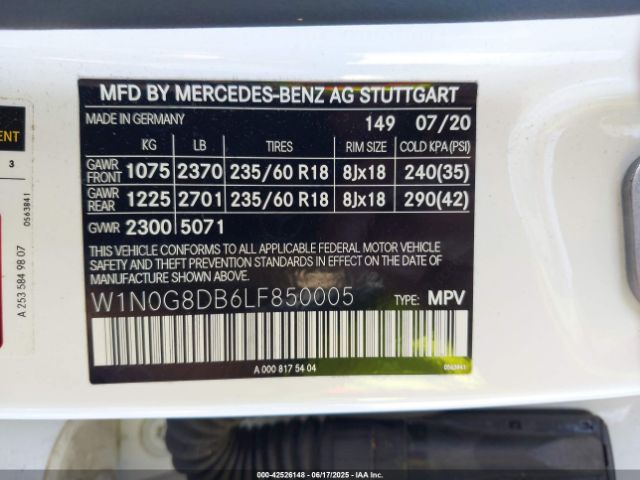 MFD BY MERCEDES-BENZ AG STUTTGART
MADE IN GERMANY 149 07/20
KG LB TIRES RIM SIZE COLD KPA (PSI)
GAWR FRONT 1075 2370 235/60 R18 8Jx18 240(35)
GAWR REAR 1225 2701 235/60 R18 8Jx18 290(42)
GVWR 2300 5071
THIS VEHICLE CONFORMS TO ALL APPLICABLE FEDERAL MOTOR VEHICLE
SAFETY AND THEFT PREVENTION STANDARDS IN EFFECT ON THE DATE
OF MANUFACTURE SHOWN ABOVE.
W1N0G8DB6LF850005 TYPE: MPV
A 000 817 54 04 0563841
3
0563841
A 253 584 98 07
00-42526148 - 06/17/2025 - IAA Inc.